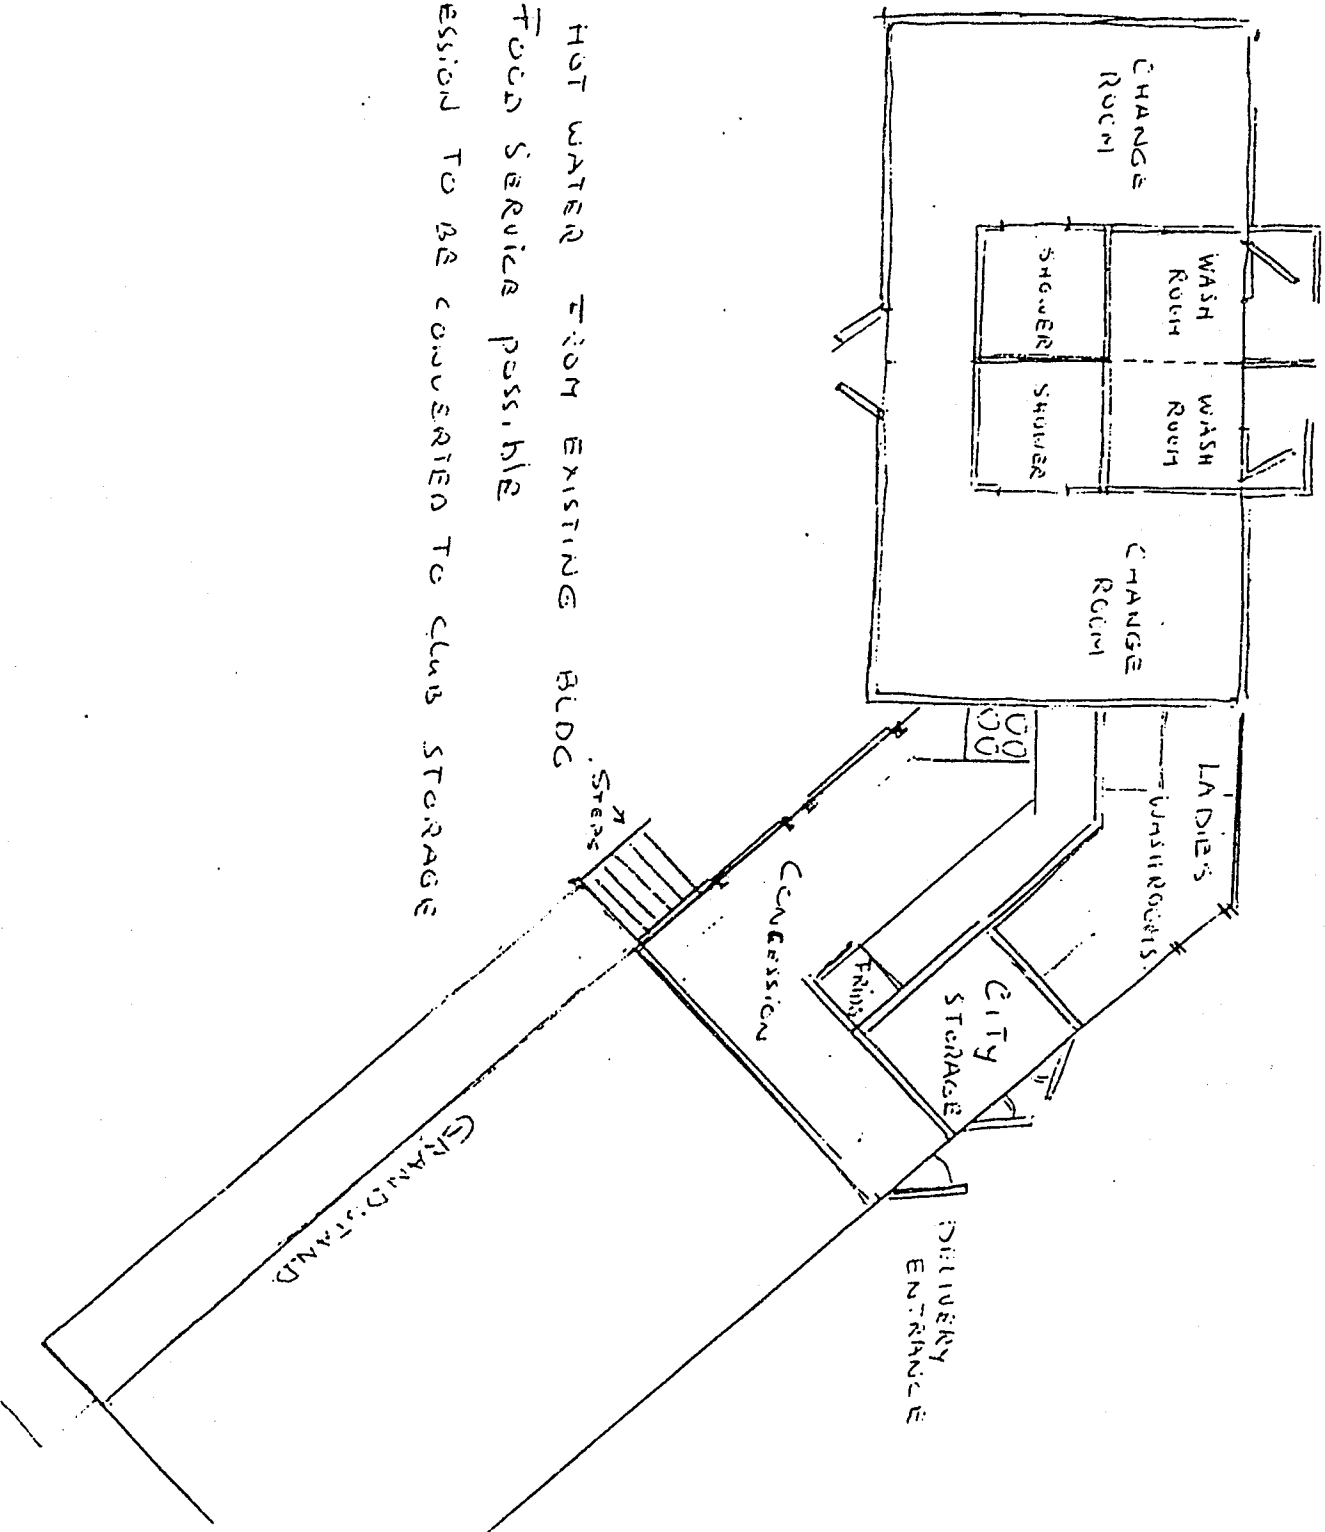 CHANGE
ROOM
WASH
ROOM
WASH
ROOM
SHOWER
SHOWER
CHANGE
ROOM
LADIES
WASHROOMS
CITY
STORAGE
FRIDG
CONCESSION
STEPS
DELIVERY
ENTRANCE
GRANDSTAND
HOT WATER FROM EXISTING BLDG
FOOD SERVICE possible
ESSION TO BE CONVERTED TO CLUB STORAGE